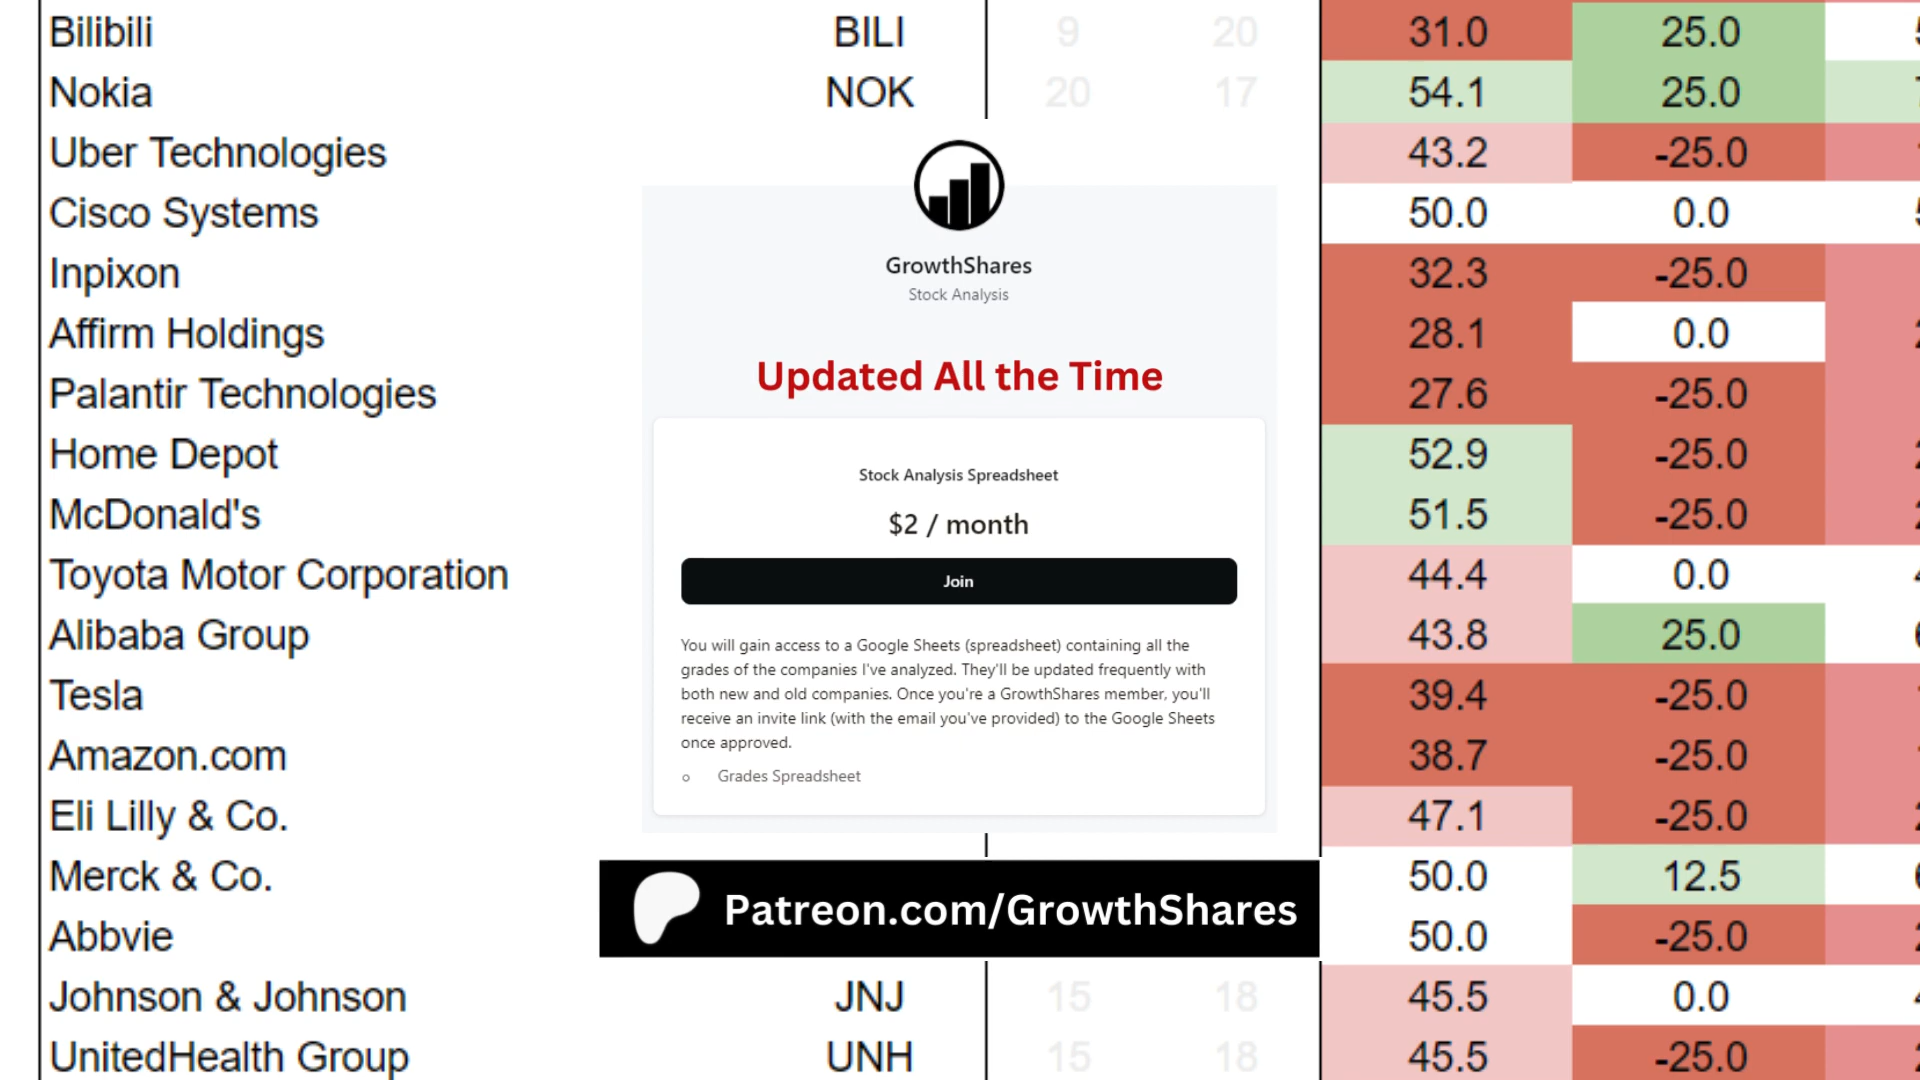 Bilibili BILI 9 20 31.0 25.0
Nokia NOK 20 17 54.1 25.0
Uber Technologies 43.2 -25.0
Cisco Systems 50.0 0.0
Inpixon 32.3 -25.0
Affirm Holdings 28.1 0.0
Palantir Technologies 27.6 -25.0
Home Depot 52.9 -25.0
McDonald's 51.5 -25.0
Toyota Motor Corporation 44.4 0.0
Alibaba Group 43.8 25.0
Tesla 39.4 -25.0
Amazon.com 38.7 -25.0
Eli Lilly & Co. 47.1 -25.0
Merck & Co. 50.0 12.5
Abbvie 50.0 -25.0
Johnson & Johnson JNJ 15 18 45.5 0.0
UnitedHealth Group UNH 15 18 45.5 -25.0
GrowthShares
Stock Analysis
Updated All the Time
Stock Analysis Spreadsheet
$2 / month
Join
You will gain access to a Google Sheets (spreadsheet) containing all the
grades of the companies I've analyzed. They'll be updated frequently with
both new and old companies. Once you're a GrowthShares member, you'll
receive an invite link (with the email you've provided) to the Google Sheets
once approved.
Grades Spreadsheet
Patreon.com/GrowthShares